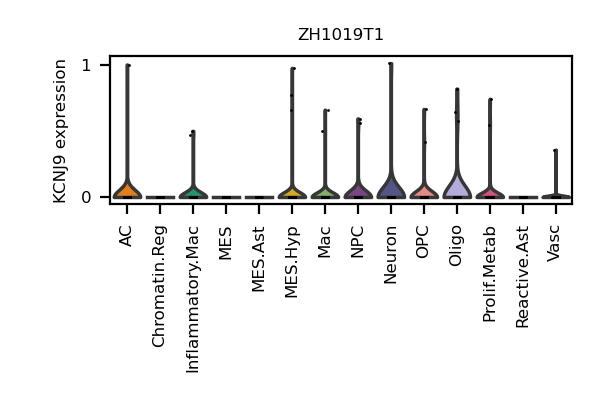 ZH1019T1
KCNJ9 expression
1
0
AC
Chromatin.Reg
Inflammatory.Mac
MES
MES.Ast
MES.Hyp
Mac
NPC
Neuron
OPC
Oligo
Prolif.Metab
Reactive.Ast
Vasc